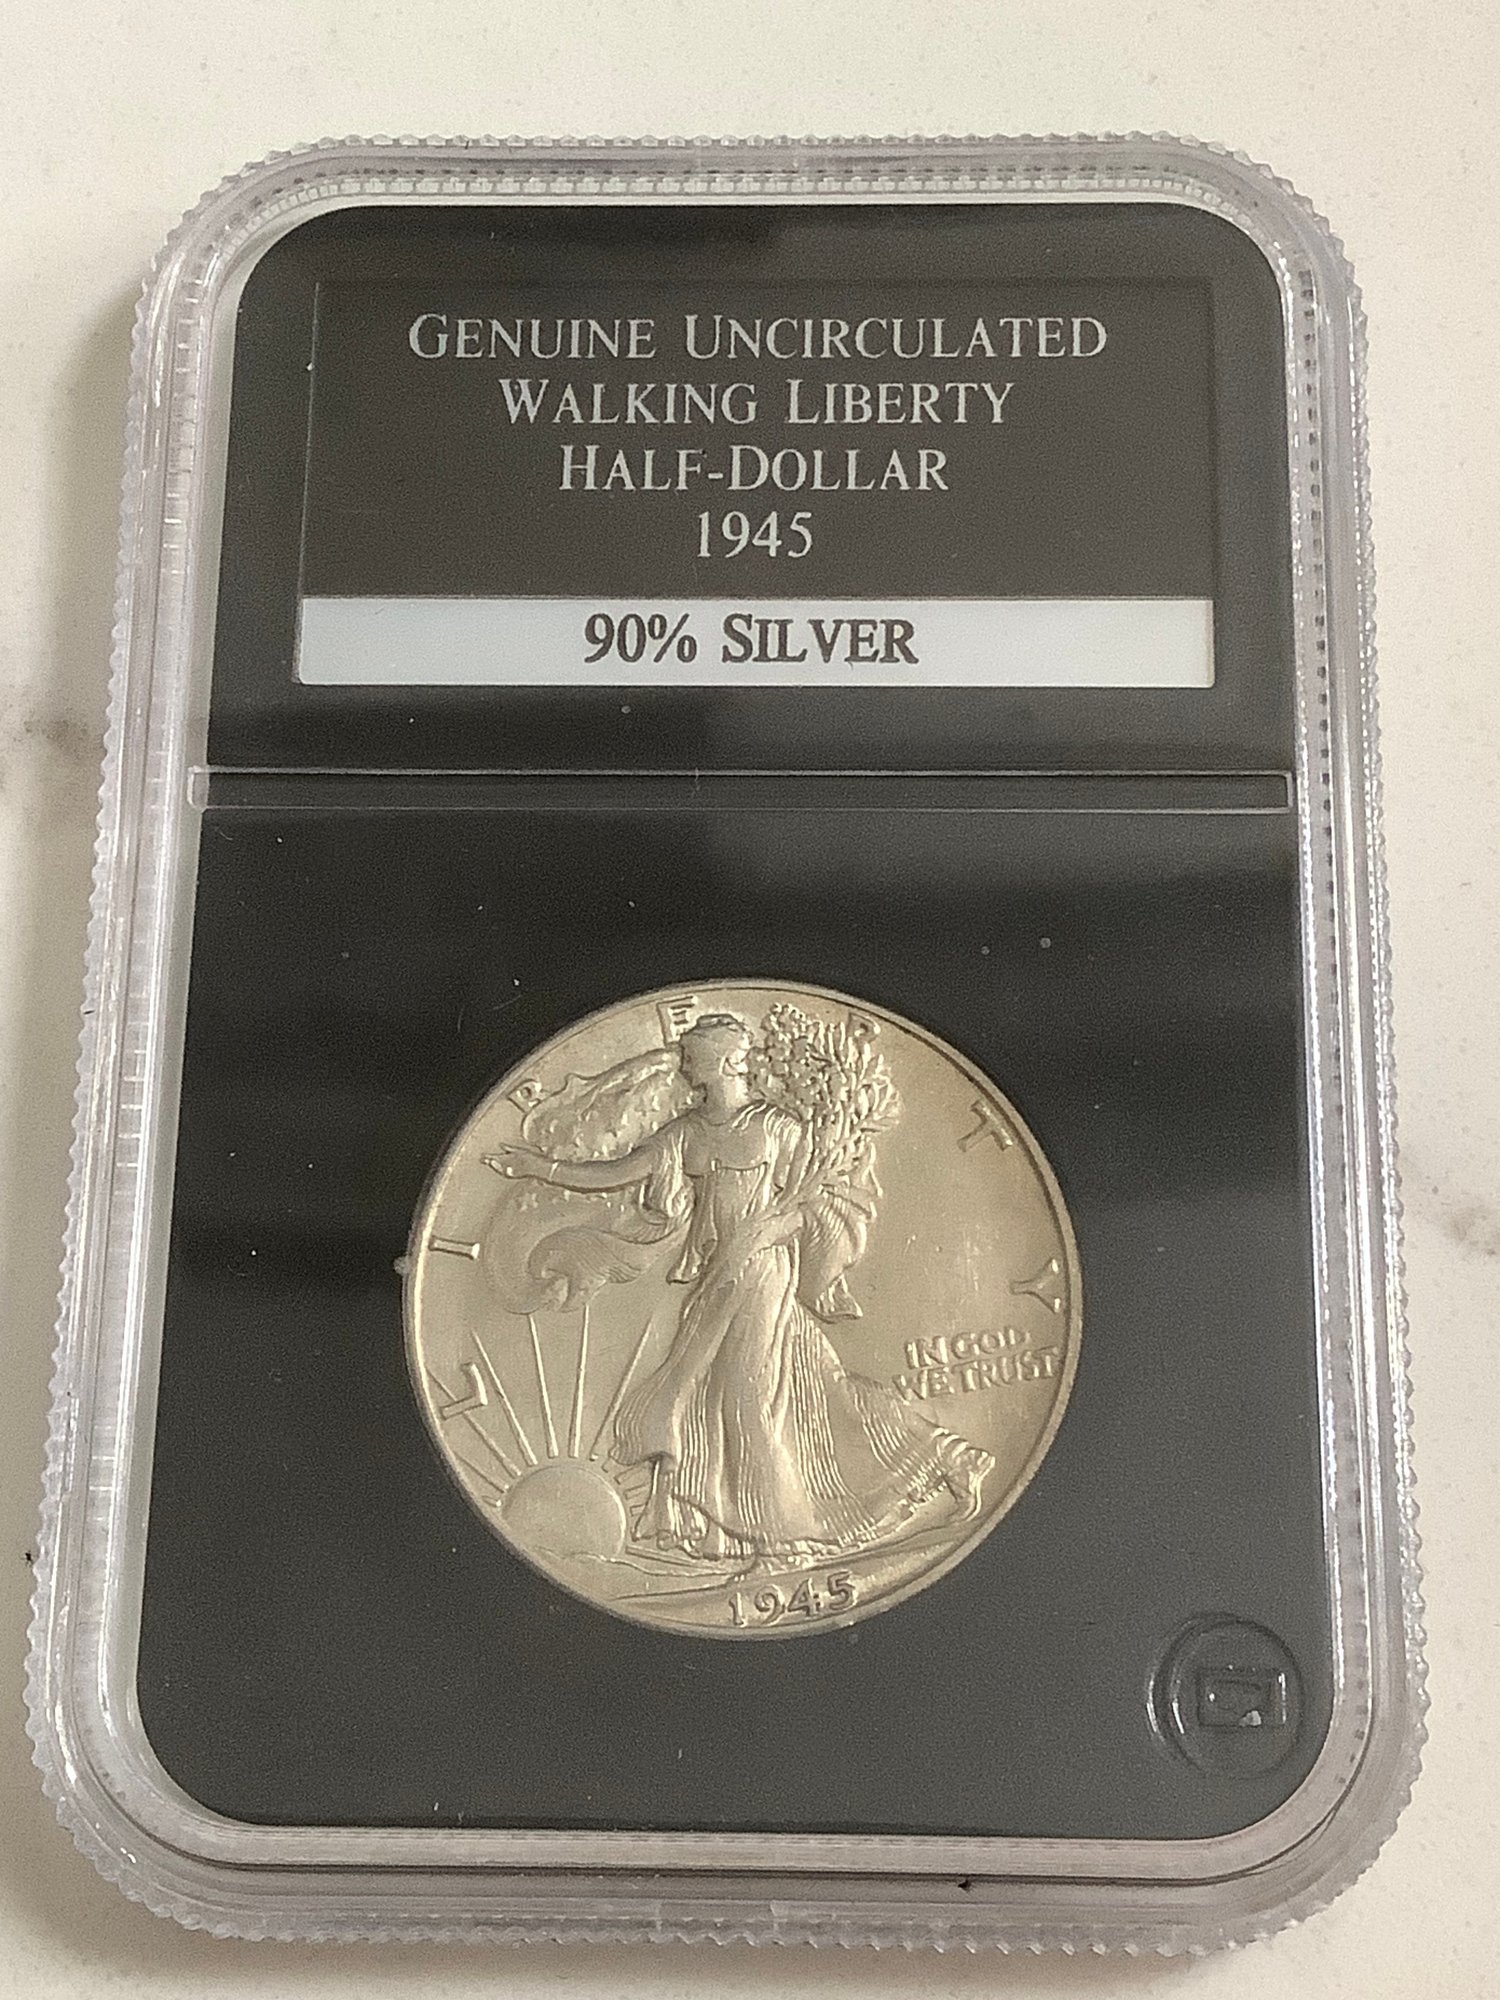 GENUINE UNCIRCULATED
WALKING LIBERTY
HALF-DOLLAR
1945
90% SILVER
LIBERTY
IN GOD
WE TRUST
1945